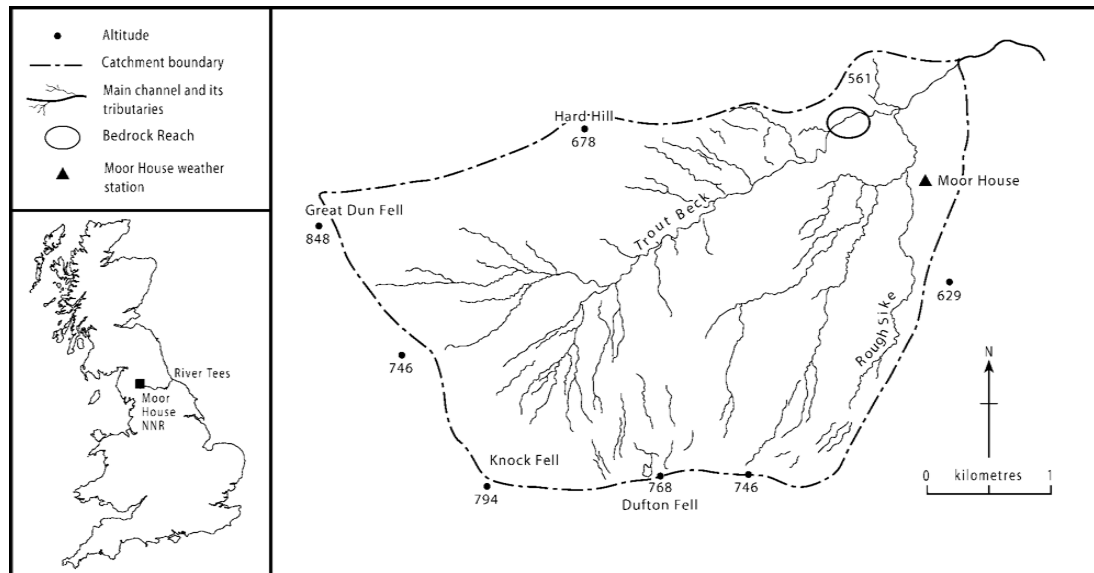 Altitude
Catchment boundary
Main channel and its
tributaries
Bedrock Reach
Moor House weather
station
River Tees
Moor
House
NNR
561
Hard Hill
678
Moor House
Great Dun Fell
848
Trout Beck
629
Rough Sike
746
N
Knock Fell
794
768
746
Dufton Fell
0 kilometres 1